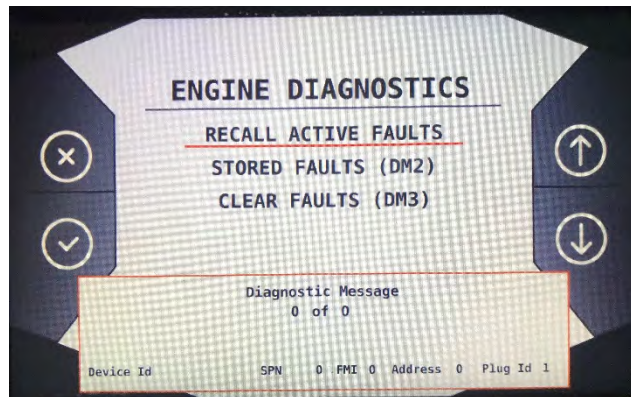 ENGINE DIAGNOSTICS
RECALL ACTIVE FAULTS
STORED FAULTS (DM2)
CLEAR FAULTS (DM3)
Diagnostic Message
0 of 0
Device Id SPN 0 FMI 0 Address 0 Plug Id 1